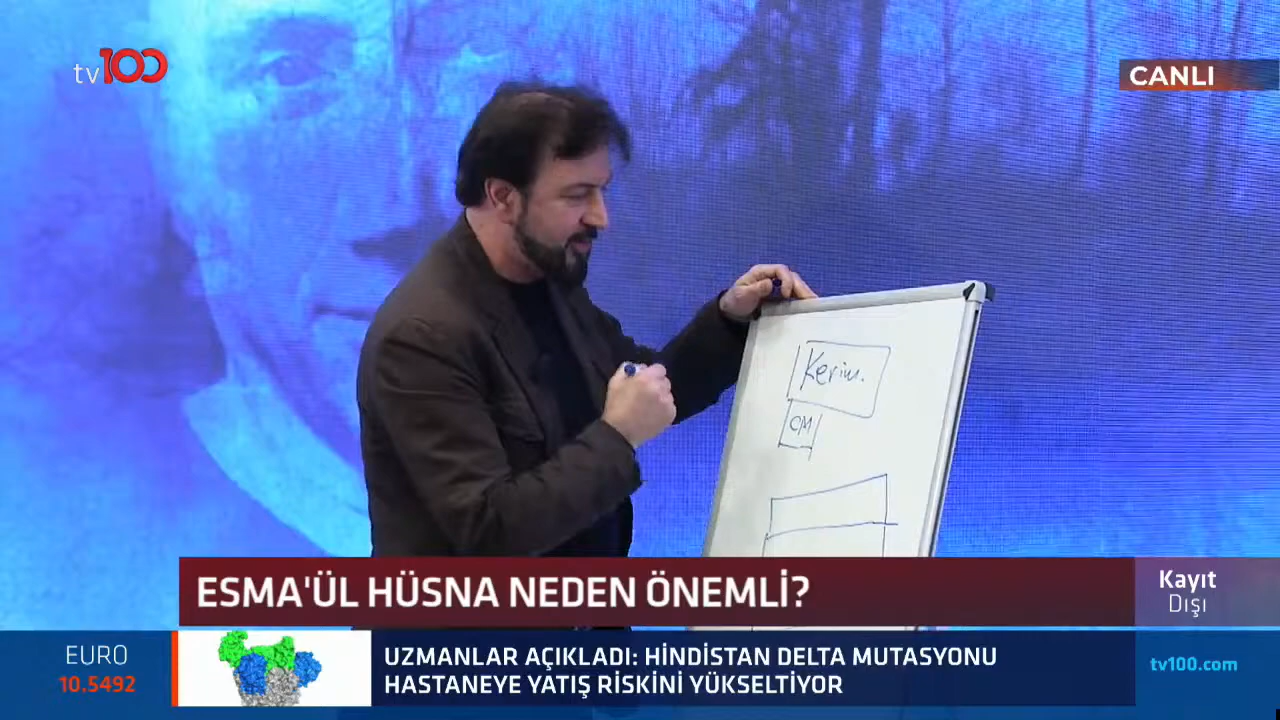 tv100
CANLI
Kerim.
OM
ESMA'ÜL HÜSNA NEDEN ÖNEMLİ?
Kayıt
Dışı
EURO
10.5492
UZMANLAR AÇIKLADI: HİNDİSTAN DELTA MUTASYONU
HASTANEYE YATIŞ RİSKİNİ YÜKSELTİYOR
tv100.com